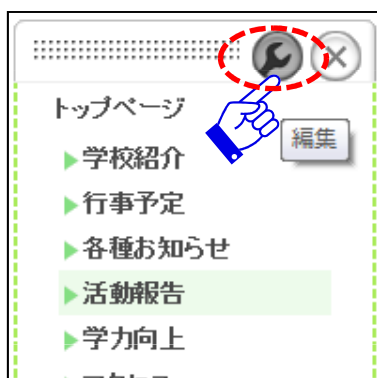 トップページ
編集
学校紹介
行事予定
各種お知らせ
活動報告
学力向上